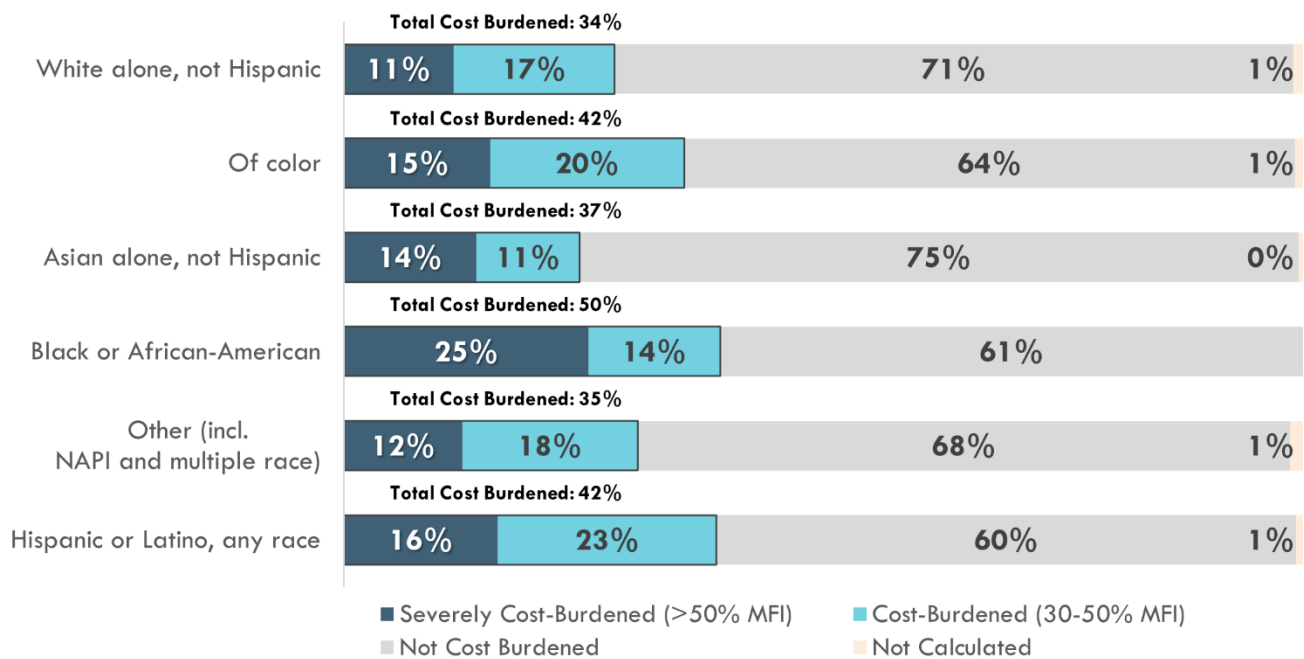 Total Cost Burdened: 34%
White alone, not Hispanic 11% 17% 71% 1%
Total Cost Burdened: 42%
Of color 15% 20% 64% 1%
Total Cost Burdened: 37%
Asian alone, not Hispanic 14% 11% 75% 0%
Total Cost Burdened: 50%
Black or African-American 25% 14% 61%
Total Cost Burdened: 35%
Other (incl.
NAPI and multiple race) 12% 18% 68% 1%
Total Cost Burdened: 42%
Hispanic or Latino, any race 16% 23% 60% 1%
Severely Cost-Burdened (>50% MFI) Cost-Burdened (30-50% MFI)
Not Cost Burdened Not Calculated